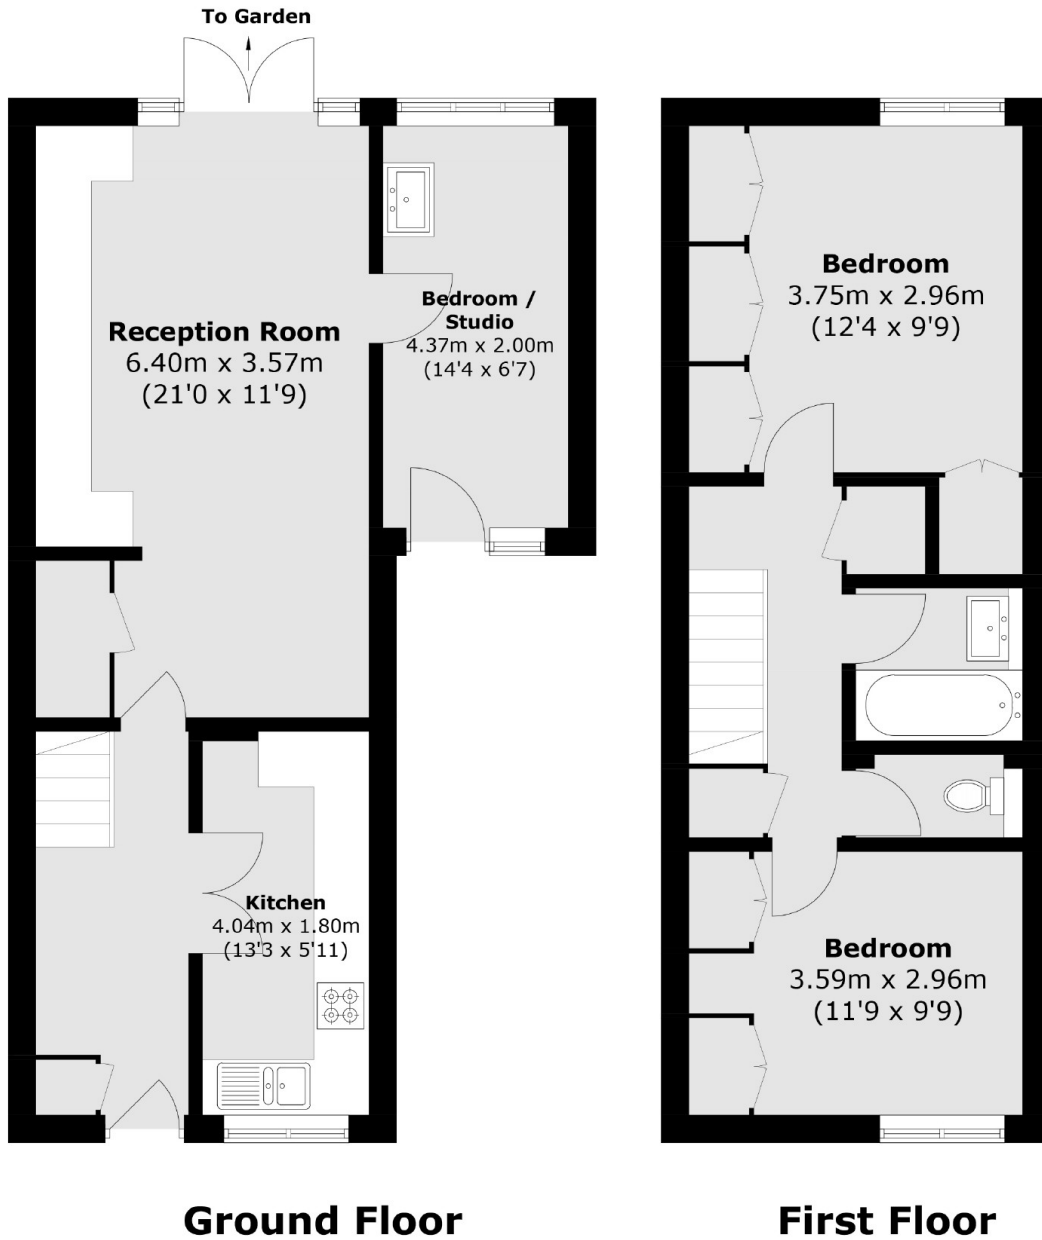 To Garden
Reception Room
6.40m x 3.57m
(21'0 x 11'9)
Bedroom /
Studio
4.37m x 2.00m
(14'4 x 6'7)
Kitchen
4.04m x 1.80m
(13'3 x 5'11)
Ground Floor
Bedroom
3.75m x 2.96m
(12'4 x 9'9)
Bedroom
3.59m x 2.96m
(11'9 x 9'9)
First Floor